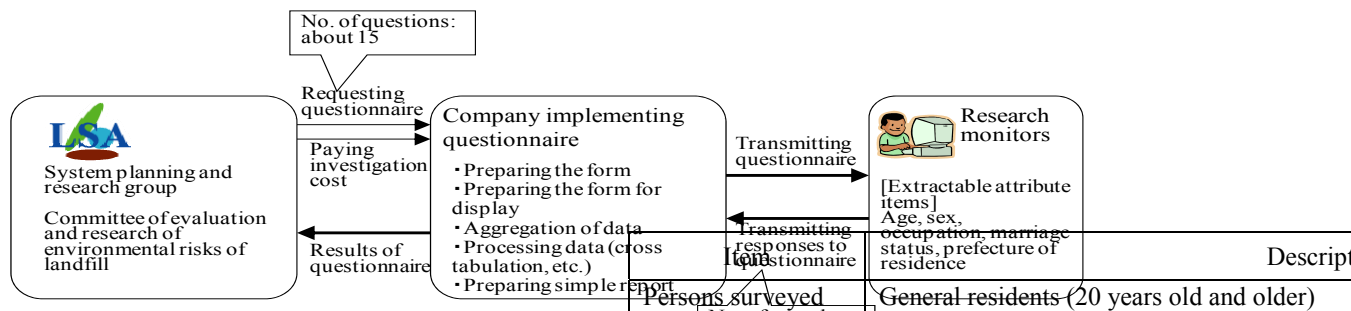 No. of questions:
about 15
Requesting
questionnaire
Paying
investigation
cost
Results of
questionnaire
LSA
System planning and
research group
Committee of evaluation
and research of
environmental risks of
landfill
Company implementing
questionnaire
・Preparing the form
・Preparing the form for
display
・Aggregation of data
・Processing data (cross
tabulation, etc.)
・Preparing simple report
Transmitting
questionnaire
Transmitting
responses to
questionnaire
Research
monitors
[Extractable attribute
items]
Age, sex,
occupation, marriage
status, prefecture of
residence
Item
Persons surveyed
General residents (20 years old and older)